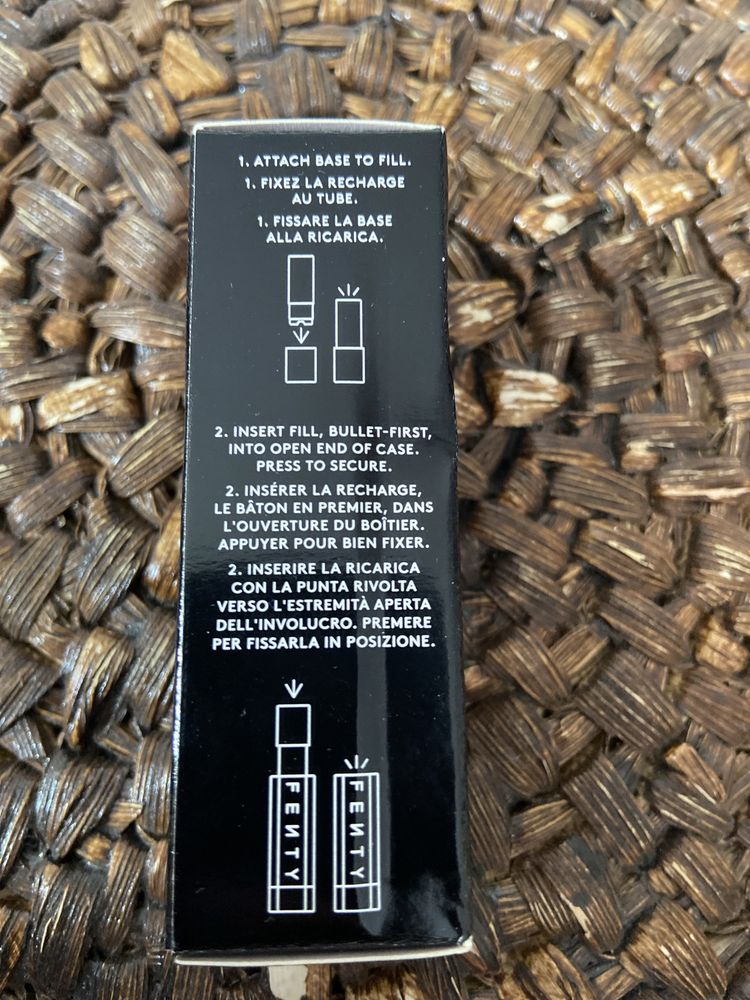 1. ATTACH BASE TO FILL.
1. FIXEZ LA RECHARGE
AU TUBE.
1. FISSARE LA BASE
ALLA RICARICA.
2. INSERT FILL, BULLET-FIRST,
INTO OPEN END OF CASE.
PRESS TO SECURE.
2. INSÉRER LA RECHARGE,
LE BÂTON EN PREMIER, DANS
L'OUVERTURE DU BOÎTIER.
APPUYER POUR BIEN FIXER.
2. INSERIRE LA RICARICA
CON LA PUNTA RIVOLTA
VERSO L'ESTREMITÀ APERTA
DELL'INVOLUCRO. PREMERE
PER FISSARLA IN POSIZIONE.
FENTY
FENTY